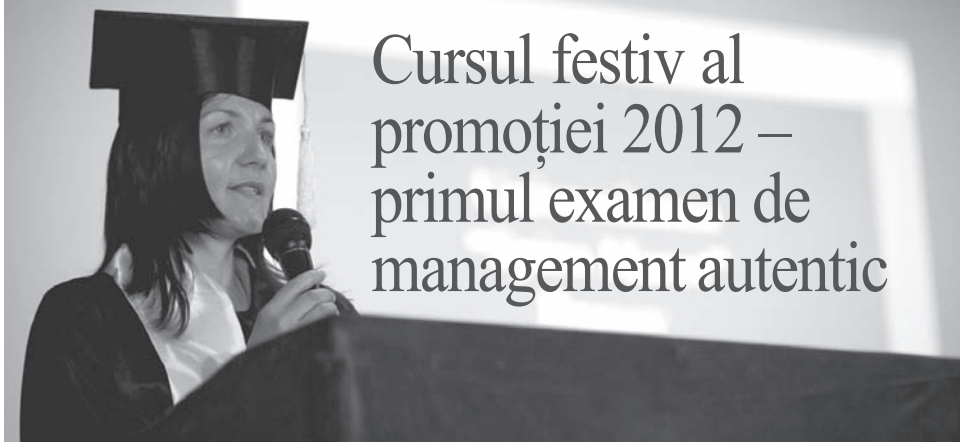 Cursul festiv al
promoției 2012 –
primul examen de
management autentic